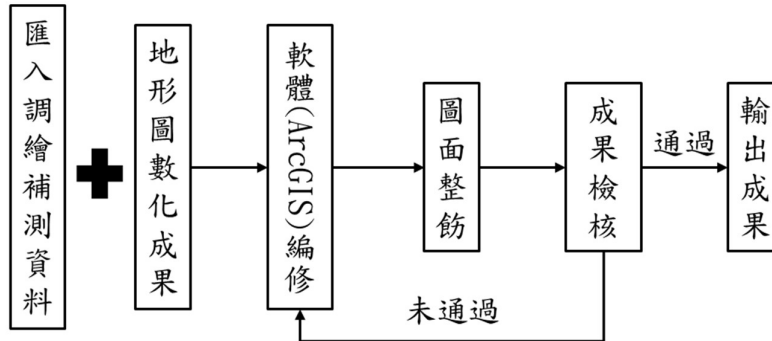 匯入調繪補測資料
地形圖數化成果
軟體(ArcGIS)編修
圖面整飭
成果檢核
通過
輸出成果
未通過